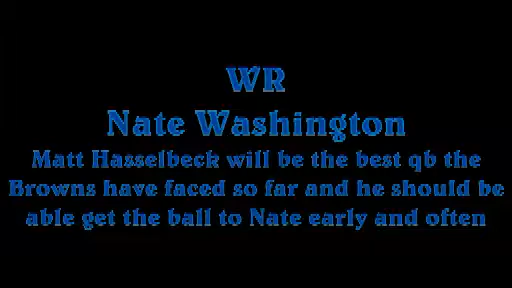 WR
Nate Washington
Matt Hasselbeck will be the best qb the
Browns have faced so far and he should be
able get the ball to Nate early and often